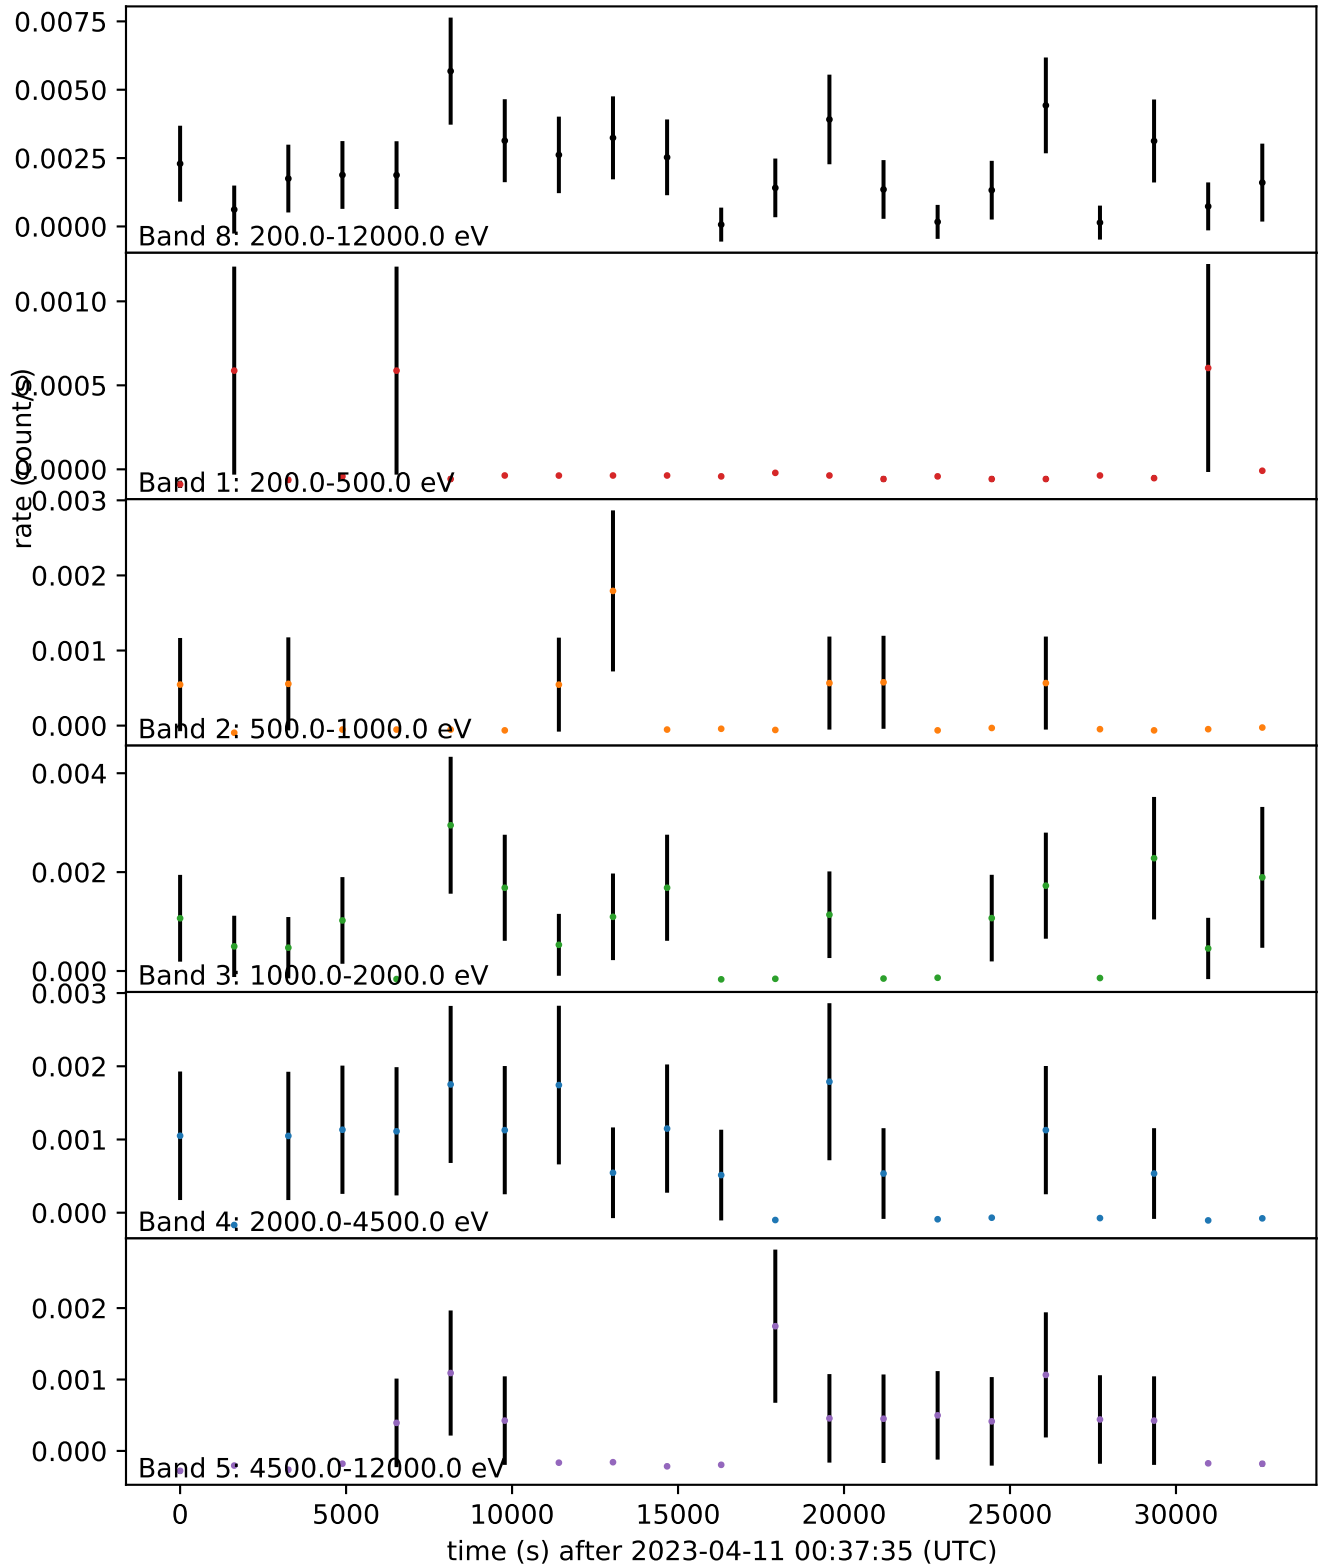 0.0075
0.0050
0.0025
0.0000
Band 8: 200.0-12000.0 eV
0.0010
0.0005
0.0000
Band 1: 200.0-500.0 eV
rate (count/s)
0.003
0.002
0.001
0.000
Band 2: 500.0-1000.0 eV
0.004
0.002
0.000
Band 3: 1000.0-2000.0 eV
0.003
0.002
0.001
0.000
Band 4: 2000.0-4500.0 eV
0.002
0.001
0.000
Band 5: 4500.0-12000.0 eV
0 5000 10000 15000 20000 25000 30000
time (s) after 2023-04-11 00:37:35 (UTC)